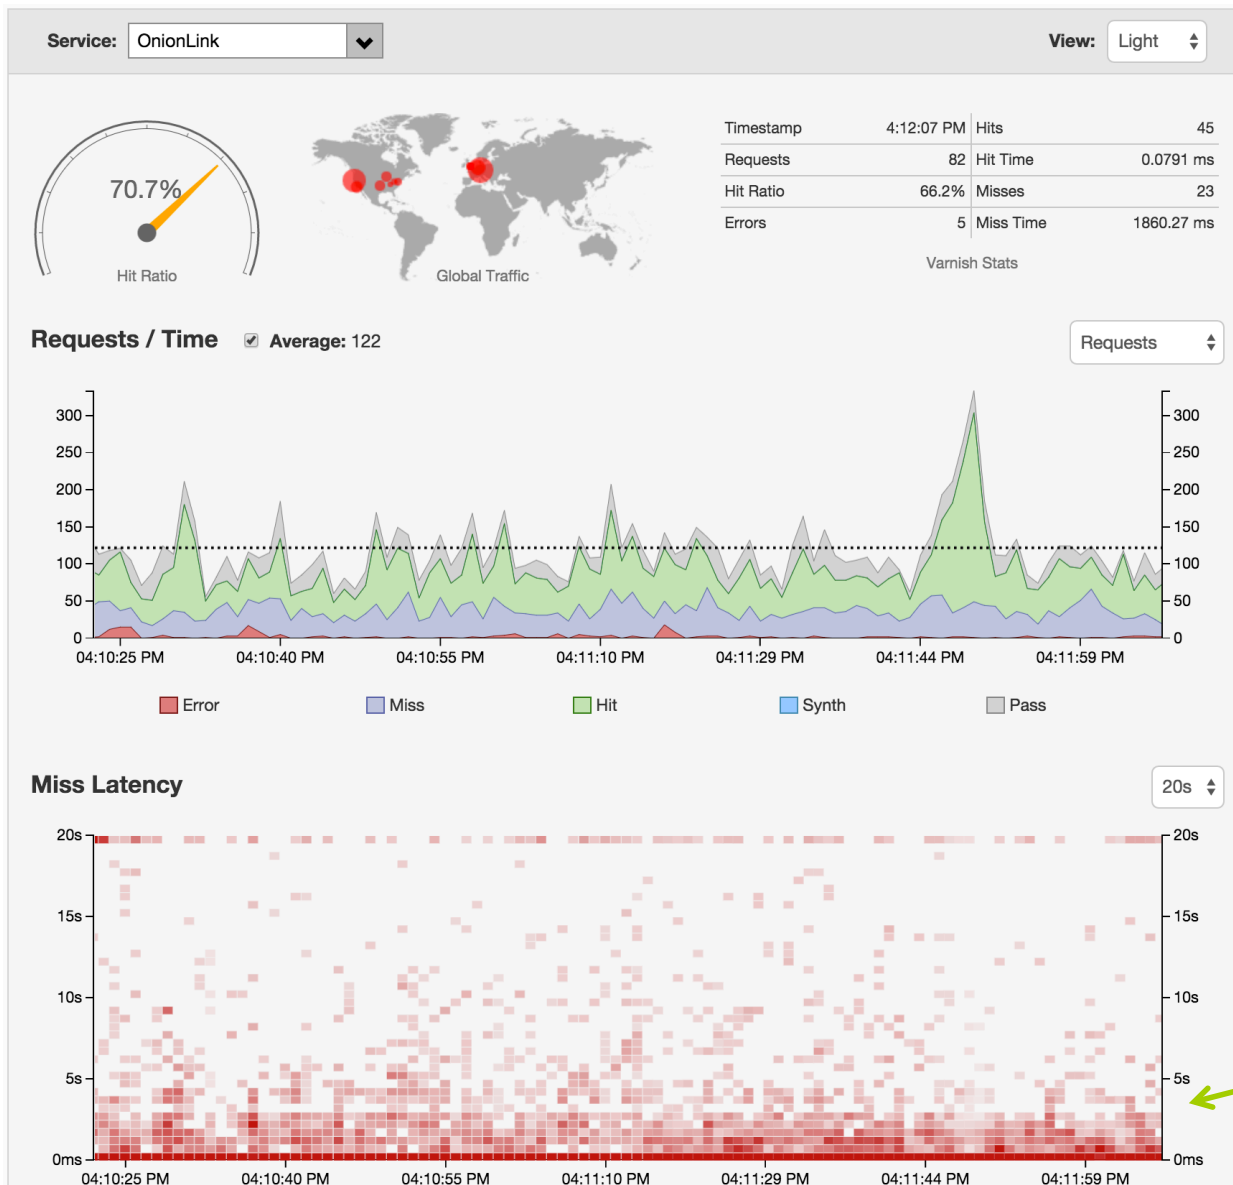 Service: OnionLink View: Light
70.7%
Hit Ratio
Global Traffic
Timestamp 4:12:07 PM Hits 45
Requests 82 Hit Time 0.0791 ms
Hit Ratio 66.2% Misses 23
Errors 5 Miss Time 1860.27 ms
Varnish Stats
Requests / Time Average: 122 Requests
300 300
250 250
200 200
150 150
100 100
50 50
0 0
04:10:25 PM 04:10:40 PM 04:10:55 PM 04:11:10 PM 04:11:29 PM 04:11:44 PM 04:11:59 PM
Error Miss Hit Synth Pass
Miss Latency 20s
20s 20s
15s 15s
10s 10s
5s 5s
0ms 0ms
04:10:25 PM 04:10:40 PM 04:10:55 PM 04:11:10 PM 04:11:29 PM 04:11:44 PM 04:11:59 PM